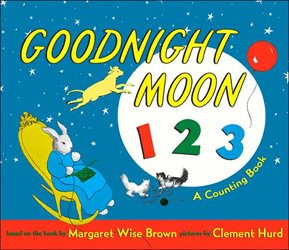 GOODNIGHT
MOON
1 2 3
A Counting Book
based on the book by Margaret Wise Brown pictures by Clement Hurd